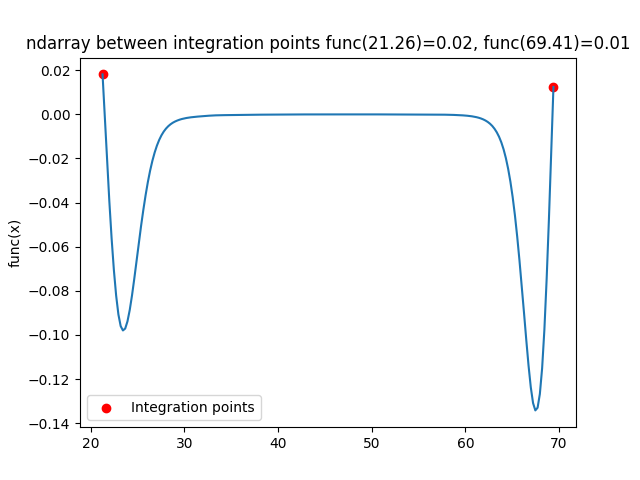 ndarray between integration points func(21.26)=0.02, func(69.41)=0.01
0.02
0.00
−0.02
−0.04
−0.06
−0.08
−0.10
−0.12
−0.14
func(x)
Integration points
20 30 40 50 60 70